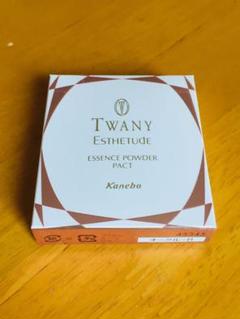 TWANY
ESTHETUDE
ESSENCE POWDER
PACT
Kanebo